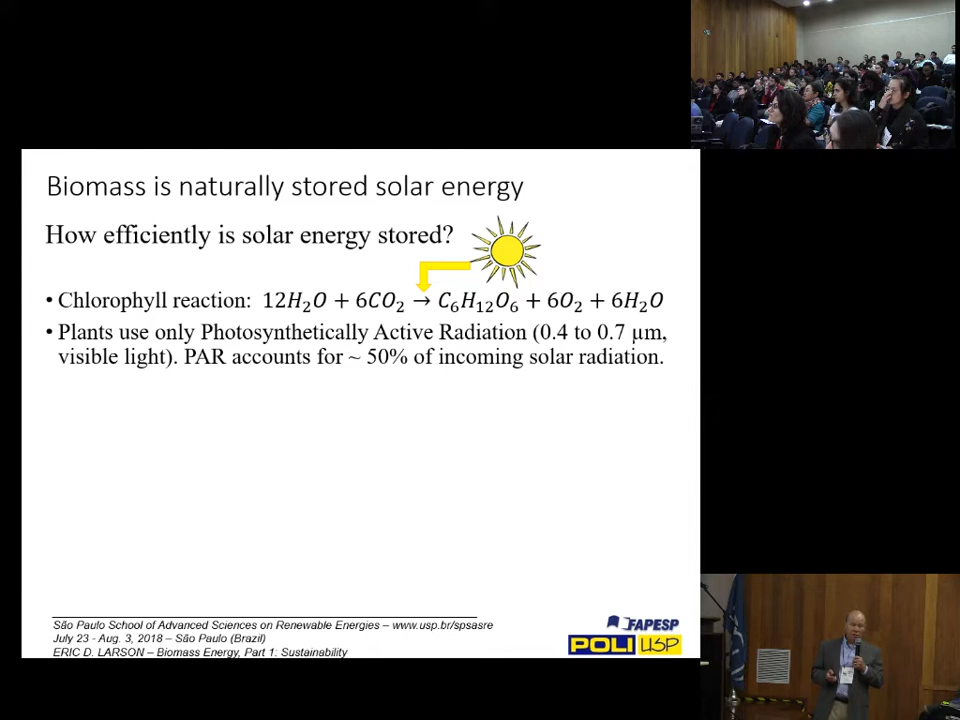 Biomass is naturally stored solar energy
How efficiently is solar energy stored?
• Chlorophyll reaction: 12H₂O + 6CO₂ → C₆H₁₂O₆ + 6O₂ + 6H₂O
• Plants use only Photosynthetically Active Radiation (0.4 to 0.7 µm,
visible light). PAR accounts for ~ 50% of incoming solar radiation.
São Paulo School of Advanced Sciences on Renewable Energies – www.usp.br/spsasre
July 23 - Aug. 3, 2018 – São Paulo (Brazil)
ERIC D. LARSON – Biomass Energy, Part 1: Sustainability
FAPESP
POLI USP